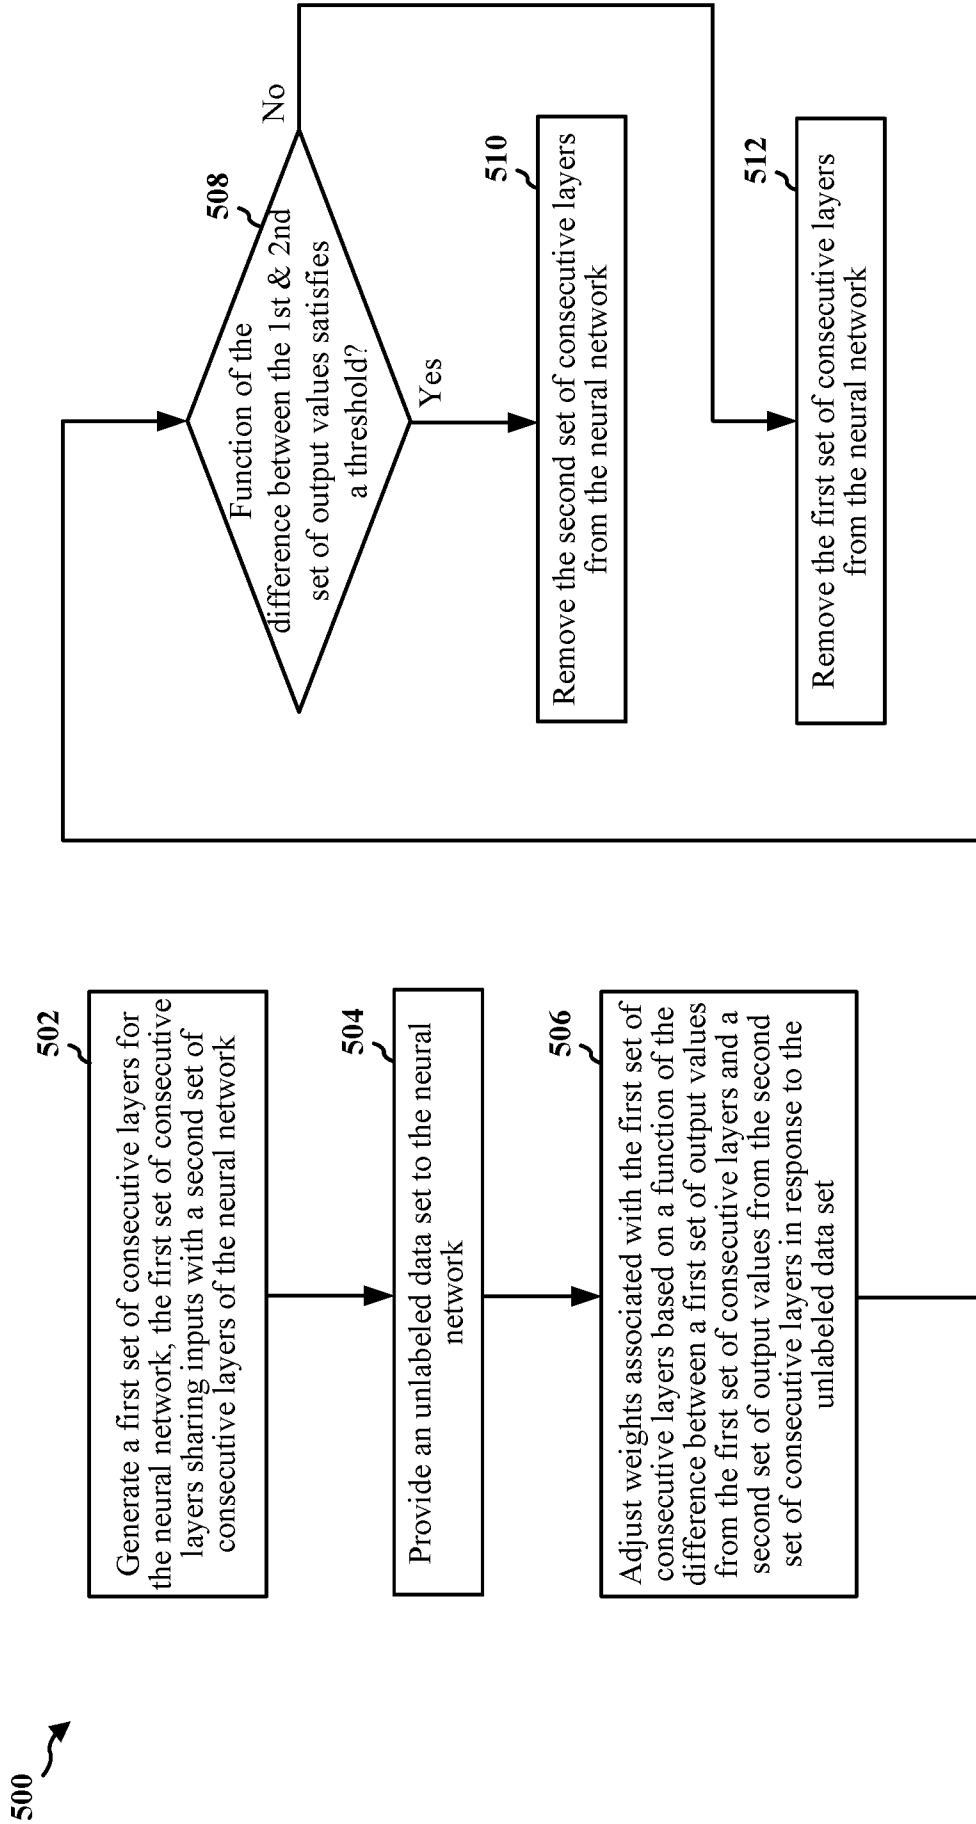 500
502
Generate a first set of consecutive layers for
the neural network, the first set of consecutive
layers sharing inputs with a second set of
consecutive layers of the neural network
504
Provide an unlabeled data set to the neural
network
506
Adjust weights associated with the first set of
consecutive layers based on a function of the
difference between a first set of output values
from the first set of consecutive layers and a
second set of output values from the second
set of consecutive layers in response to the
unlabeled data set
508
Function of the
difference between the 1st & 2nd
set of output values satisfies
a threshold?
No
Yes
510
Remove the second set of consecutive layers
from the neural network
512
Remove the first set of consecutive layers
from the neural network